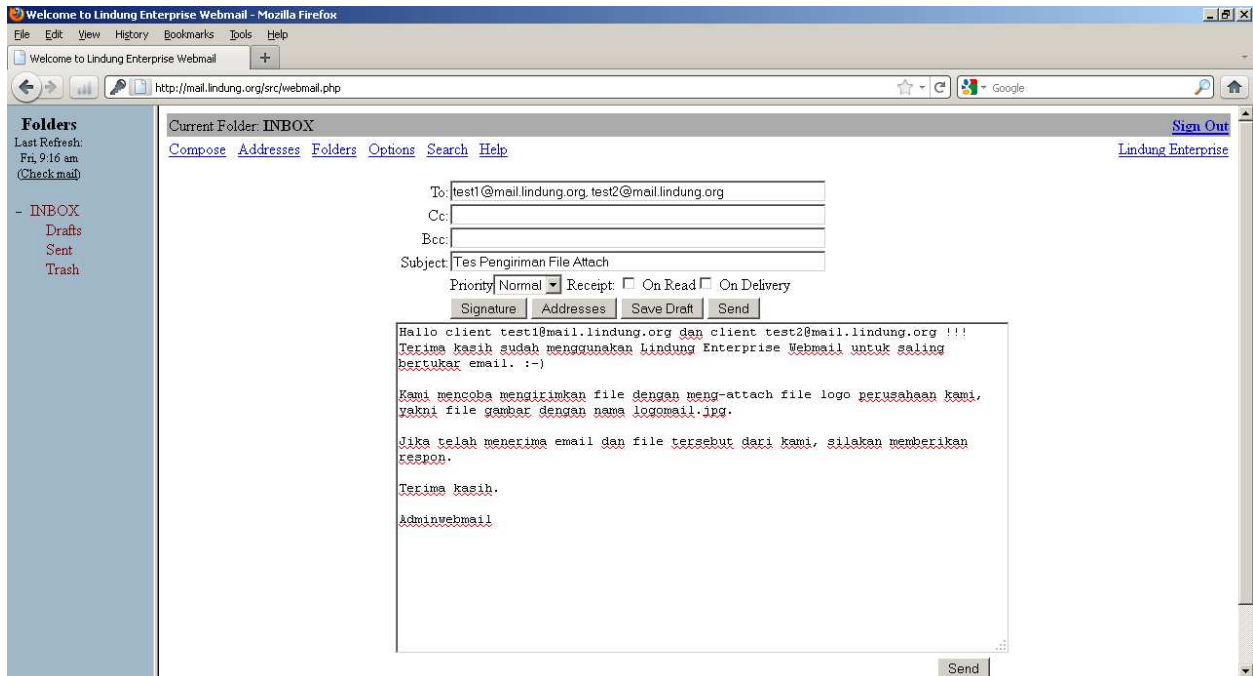 Welcome to Lindung Enterprise Webmail - Mozilla Firefox
File Edit View History Bookmarks Tools Help
Welcome to Lindung Enterprise Webmail
http://mail.lindung.org/src/webmail.php
Google
Folders
Last Refresh:
Fri, 9:16 am
(Check mail)
- INBOX
Drafts
Sent
Trash
Current Folder: INBOX Sign Out
Compose Addresses Folders Options Search Help Lindung Enterprise
To: test1@mail.lindung.org, test2@mail.lindung.org
Cc:
Bcc:
Subject: Tes Pengiriman File Attach
Priority Normal Receipt: On Read On Delivery
Signature Addresses Save Draft Send
Hallo client test1@mail.lindung.org dan client test2@mail.lindung.org !!!
Terima kasih sudah menggunakan Lindung Enterprise Webmail untuk saling
bertukar email. :-)
Kami mencoba mengirimkan file dengan meng-attach file logo perusahaan kami,
yakni file gambar dengan nama logomail.jpg.
Jika telah menerima email dan file tersebut dari kami, silakan memberikan
respon.
Terima kasih.
Adminwebmail
Send